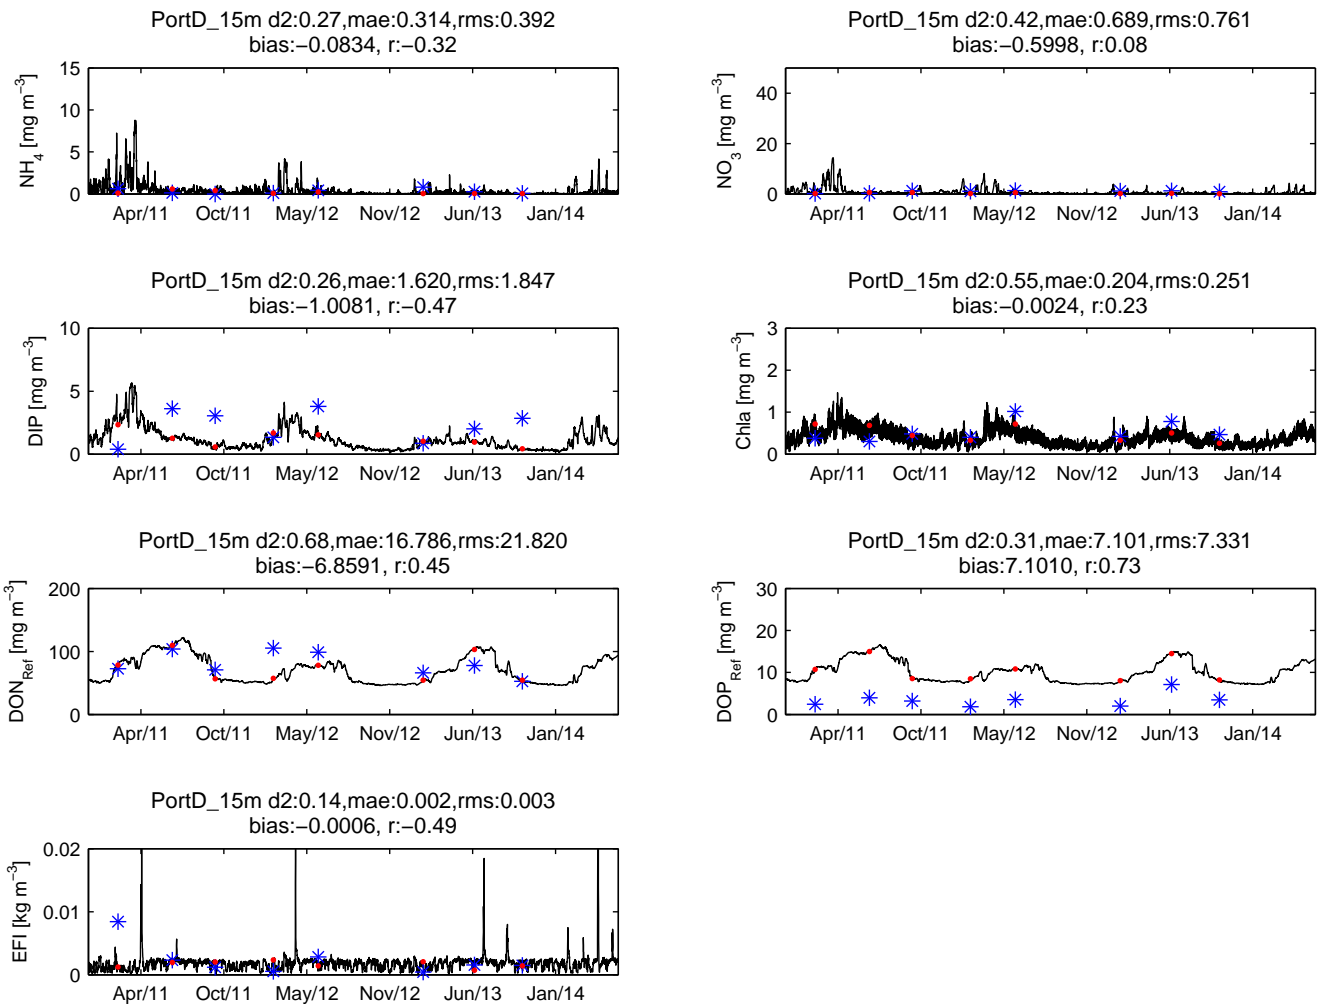 PortD_15m d2:0.27,mae:0.314,rms:0.392
bias:−0.0834, r:−0.32
NH4 [mg m−3]
15
10
5
0
Apr/11 Oct/11 May/12 Nov/12 Jun/13 Jan/14
PortD_15m d2:0.42,mae:0.689,rms:0.761
bias:−0.5998, r:0.08
NO3 [mg m−3]
40
20
0
Apr/11 Oct/11 May/12 Nov/12 Jun/13 Jan/14
PortD_15m d2:0.26,mae:1.620,rms:1.847
bias:−1.0081, r:−0.47
DIP [mg m−3]
10
5
0
Apr/11 Oct/11 May/12 Nov/12 Jun/13 Jan/14
PortD_15m d2:0.55,mae:0.204,rms:0.251
bias:−0.0024, r:0.23
Chla [mg m−3]
3
2
1
0
Apr/11 Oct/11 May/12 Nov/12 Jun/13 Jan/14
PortD_15m d2:0.68,mae:16.786,rms:21.820
bias:−6.8591, r:0.45
DONRef [mg m−3]
200
100
0
Apr/11 Oct/11 May/12 Nov/12 Jun/13 Jan/14
PortD_15m d2:0.31,mae:7.101,rms:7.331
bias:7.1010, r:0.73
DOPRef [mg m−3]
30
20
10
0
Apr/11 Oct/11 May/12 Nov/12 Jun/13 Jan/14
PortD_15m d2:0.14,mae:0.002,rms:0.003
bias:−0.0006, r:−0.49
EFI [kg m−3]
0.02
0.01
0
Apr/11 Oct/11 May/12 Nov/12 Jun/13 Jan/14